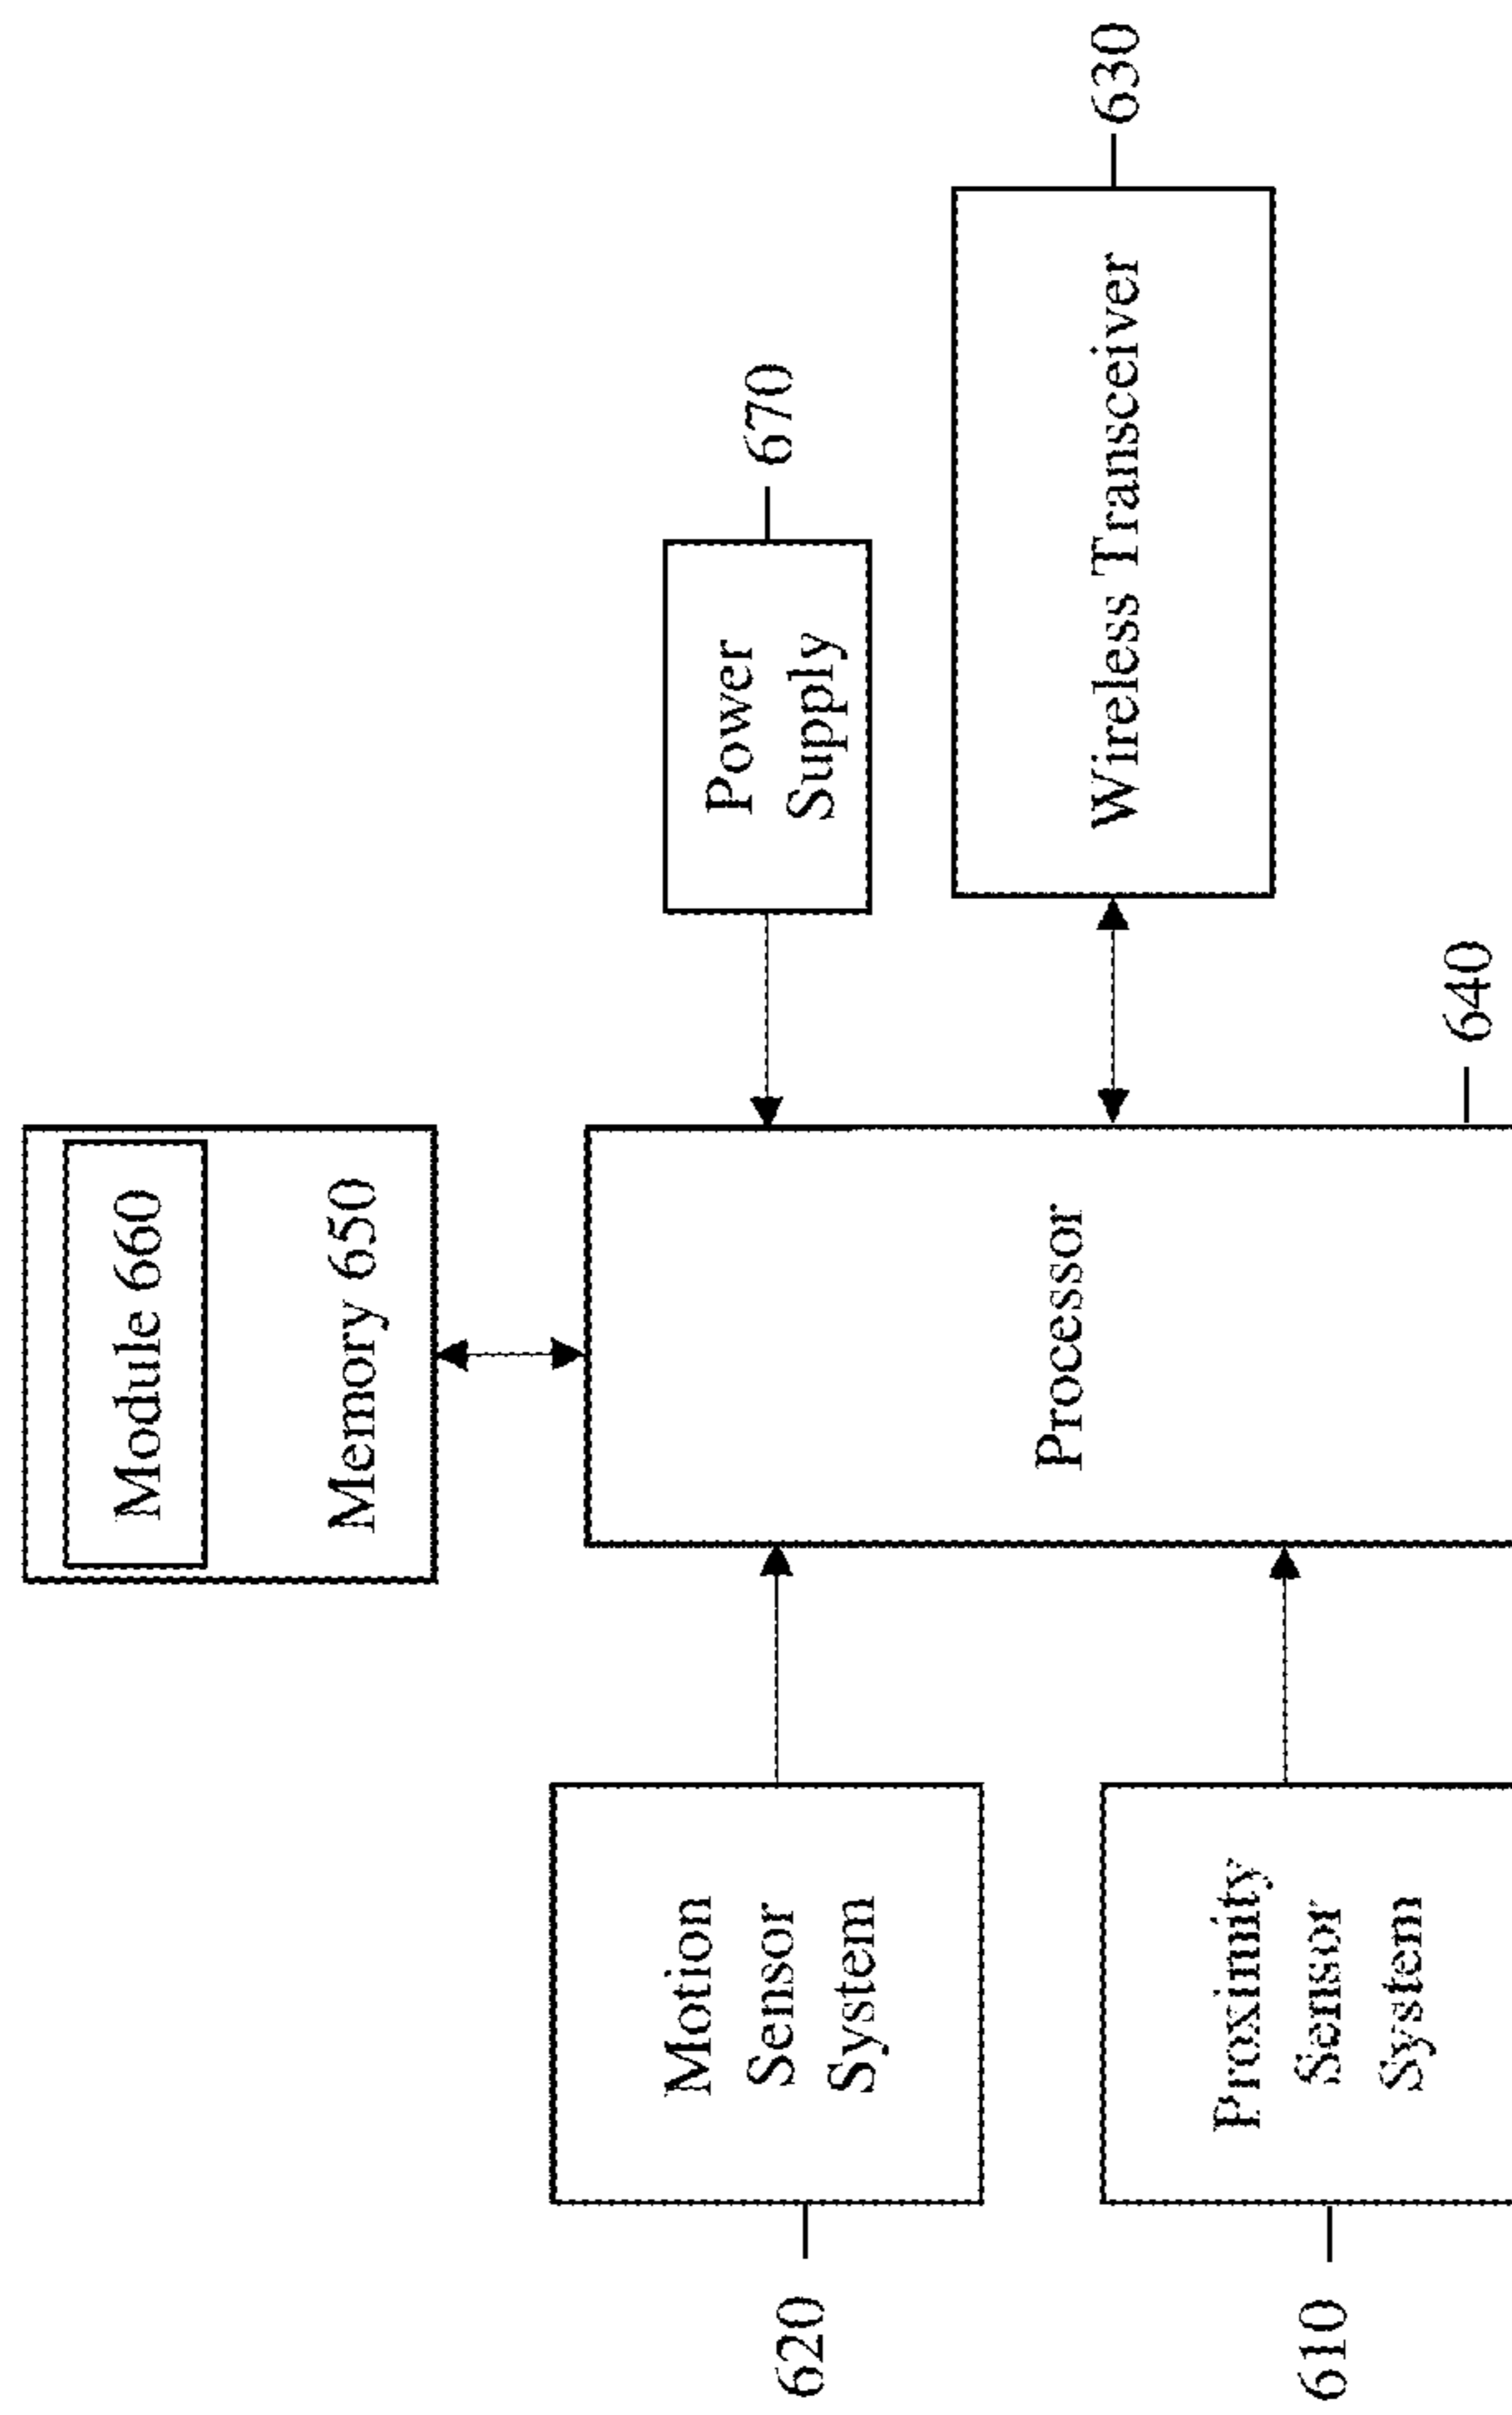 Module 660
Memory 650
620
Motion
Sensor
System
Power
Supply
670
Processor
Wireless Transceiver
630
610
Proximity
Sensor
System
640